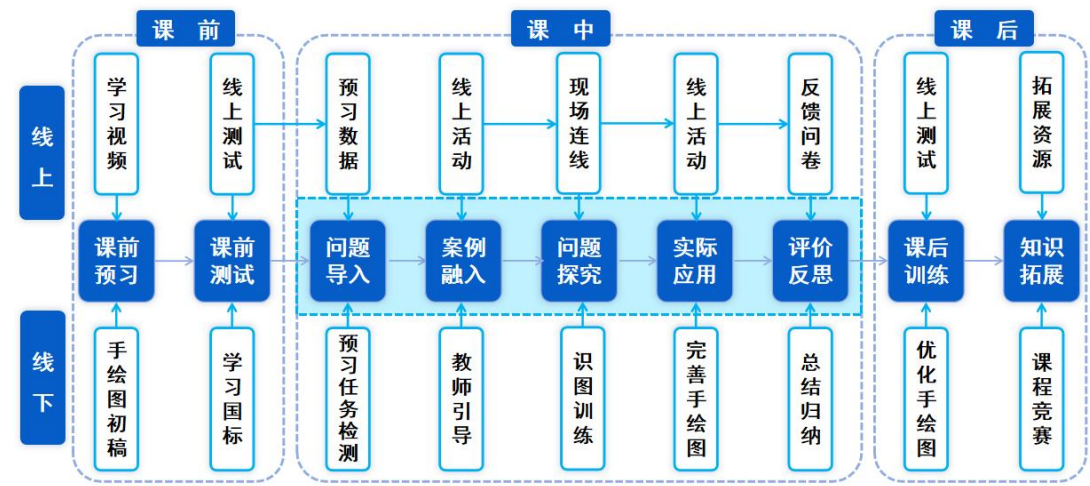 课 前
课 中
课 后
线上
学习视频
线上测试
预习数据
线上活动
现场连线
线上活动
反馈问卷
线上测试
拓展资源
课前
预习
课前
测试
问题
导入
案例
融入
问题
探究
实际
应用
评价
反思
课后
训练
知识
拓展
线下
手绘图初稿
学习国标
预习任务检测
教师引导
识图训练
完善手绘图
总结归纳
优化手绘图
课程竞赛